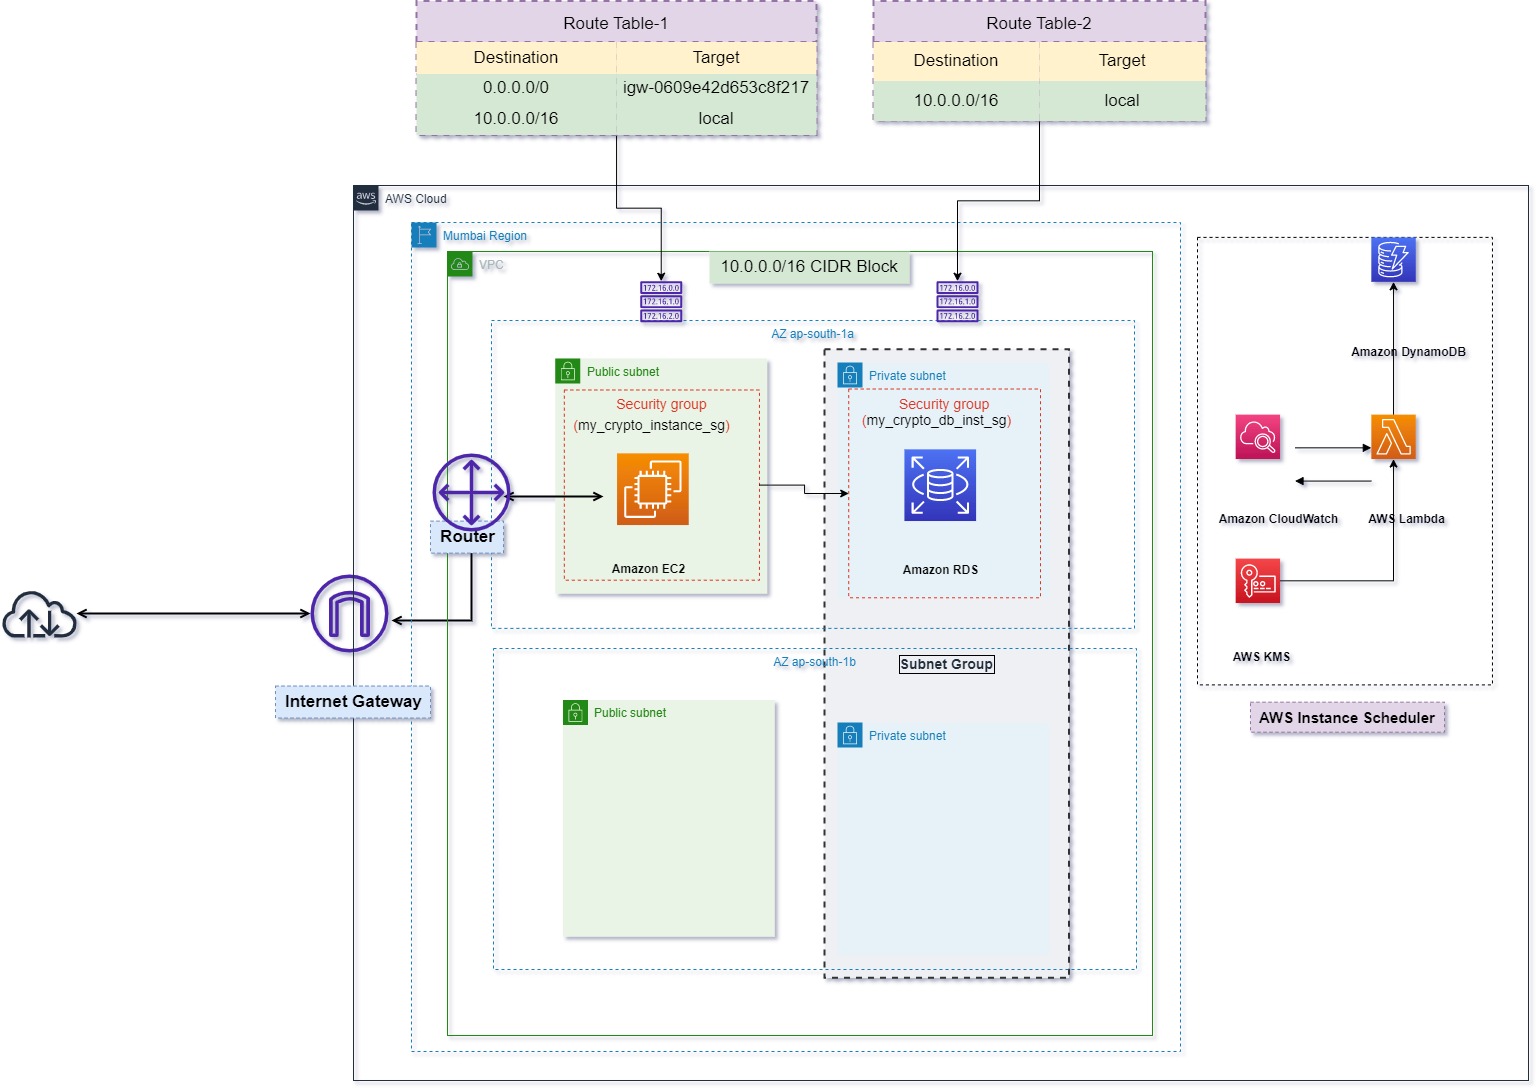 Route Table-1
Destination Target
0.0.0.0/0 igw-0609e42d653c8f217
10.0.0.0/16 local
Route Table-2
Destination Target
10.0.0.0/16 local
aws
AWS Cloud
Mumbai Region
VPC
10.0.0.0/16 CIDR Block
172.16.0.0
172.16.1.0
172.16.2.0
172.16.0.0
172.16.1.0
172.16.2.0
AZ ap-south-1a
Public subnet
Security group
(my_crypto_instance_sg)
Amazon EC2
Private subnet
Security group
(my_crypto_db_inst_sg)
Amazon RDS
Router
Internet Gateway
AZ ap-south-1b
Subnet Group
Public subnet
Private subnet
Amazon DynamoDB
Amazon CloudWatch
AWS Lambda
AWS KMS
AWS Instance Scheduler